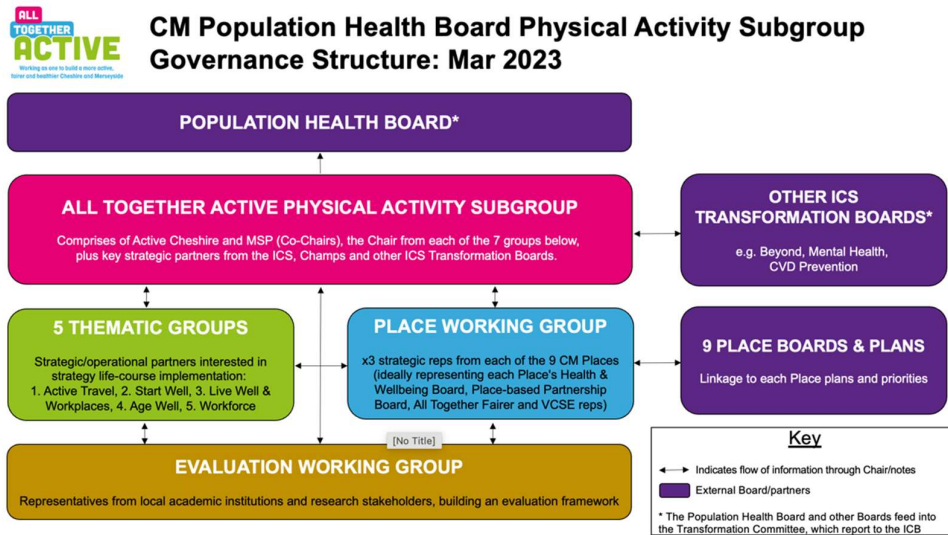 ALL
TOGETHER
ACTIVE
Working as one to build a more active,
fairer and healthier Cheshire and Merseyside
CM Population Health Board Physical Activity Subgroup
Governance Structure: Mar 2023
POPULATION HEALTH BOARD*
ALL TOGETHER ACTIVE PHYSICAL ACTIVITY SUBGROUP
Comprises of Active Cheshire and MSP (Co-Chairs), the Chair from each of the 7 groups below,
plus key strategic partners from the ICS, Champs and other ICS Transformation Boards.
OTHER ICS
TRANSFORMATION BOARDS*
e.g. Beyond, Mental Health,
CVD Prevention
5 THEMATIC GROUPS
Strategic/operational partners interested in
strategy life-course implementation:
1. Active Travel, 2. Start Well, 3. Live Well &
Workplaces, 4. Age Well, 5. Workforce
PLACE WORKING GROUP
x3 strategic reps from each of the 9 CM Places
(ideally representing each Place's Health &
Wellbeing Board, Place-based Partnership
Board, All Together Fairer and VCSE reps)
9 PLACE BOARDS & PLANS
Linkage to each Place plans and priorities
[No Title]
EVALUATION WORKING GROUP
Representatives from local academic institutions and research stakeholders, building an evaluation framework
Key
Indicates flow of information through Chair/notes
External Board/partners
* The Population Health Board and other Boards feed into
the Transformation Committee, which report to the ICB